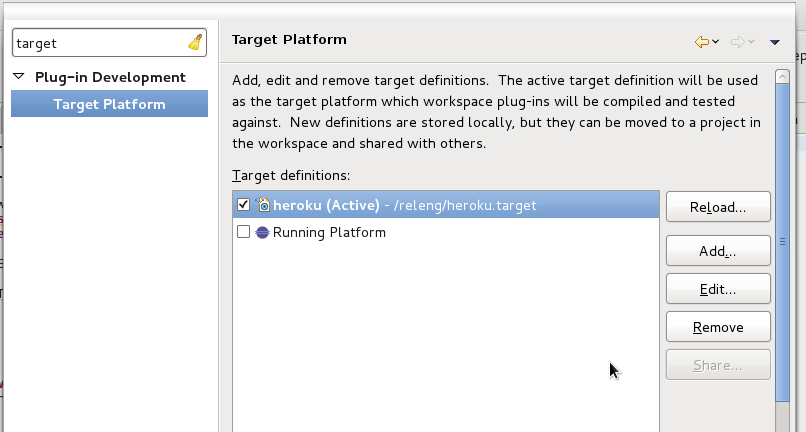 target
Target Platform
Plug-in Development
Target Platform
Add, edit and remove target definitions. The active target definition will be used
as the target platform which workspace plug-ins will be compiled and tested
against. New definitions are stored locally, but they can be moved to a project in
the workspace and shared with others.
Target definitions:
heroku (Active) - /releng/heroku.target
Running Platform
Reload...
Add...
Edit...
Remove
Share...